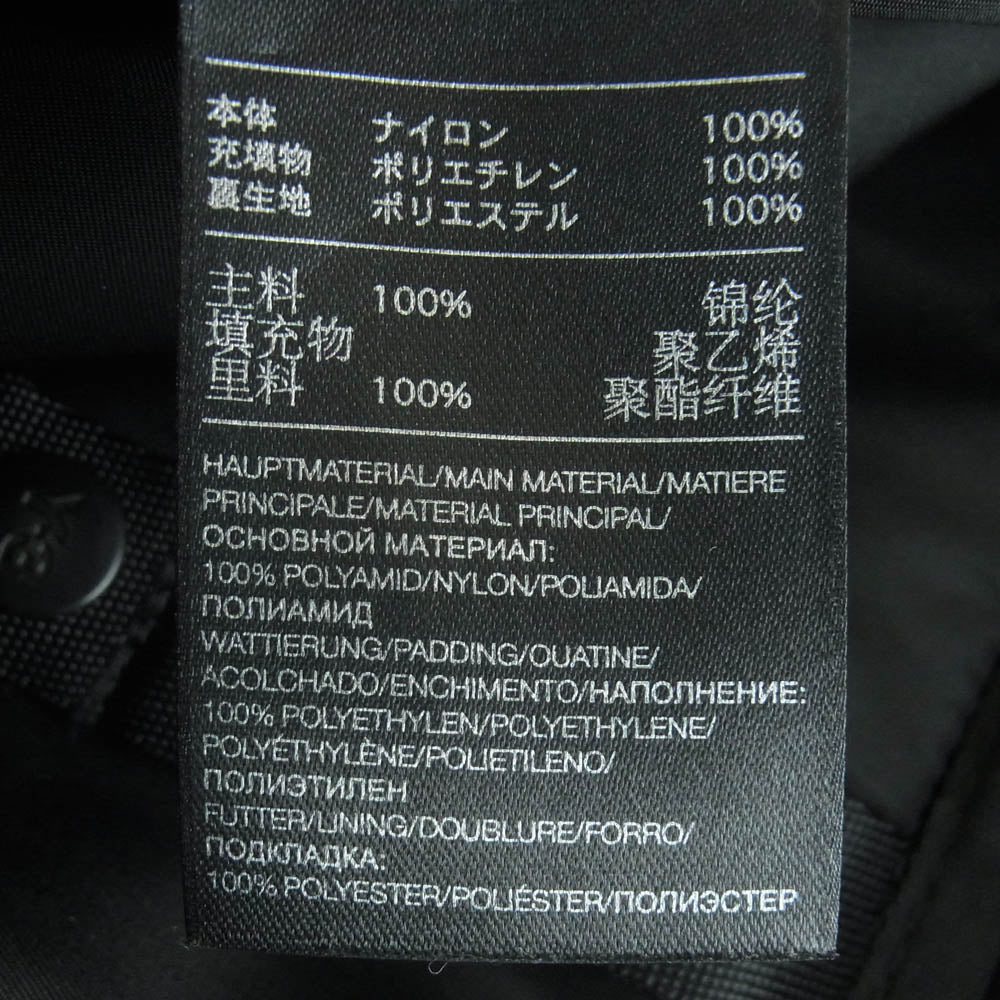 本体 ナイロン 100%
充填物 ポリエチレン 100%
裏生地 ポリエステル 100%
主料 100% 锦纶
填充物 聚乙烯
里料 100% 聚酯纤维
HAUPTMATERIAL/MAIN MATERIAL/MATIERE
PRINCIPALE/MATERIAL PRINCIPAL/
ОСНОВНОЙ МАТЕРИАЛ:
100% POLYAMID/NYLON/POLIAMIDA/
ПОЛИАМИД
WATTIERUNG/PADDING/OUATINE/
ACOLCHADO/ENCHIMENTO/НАПОЛНЕНИЕ:
100% POLYETHYLEN/POLYETHYLENE/
POLYÉTHYLÈNE/POLIETILENO/
ПОЛИЭТИЛЕН
FUTTER/LINING/DOUBLURE/FORRO/
ПОДКЛАДКА:
100% POLYESTER/POLIÉSTER/ПОЛИЭСТЕР